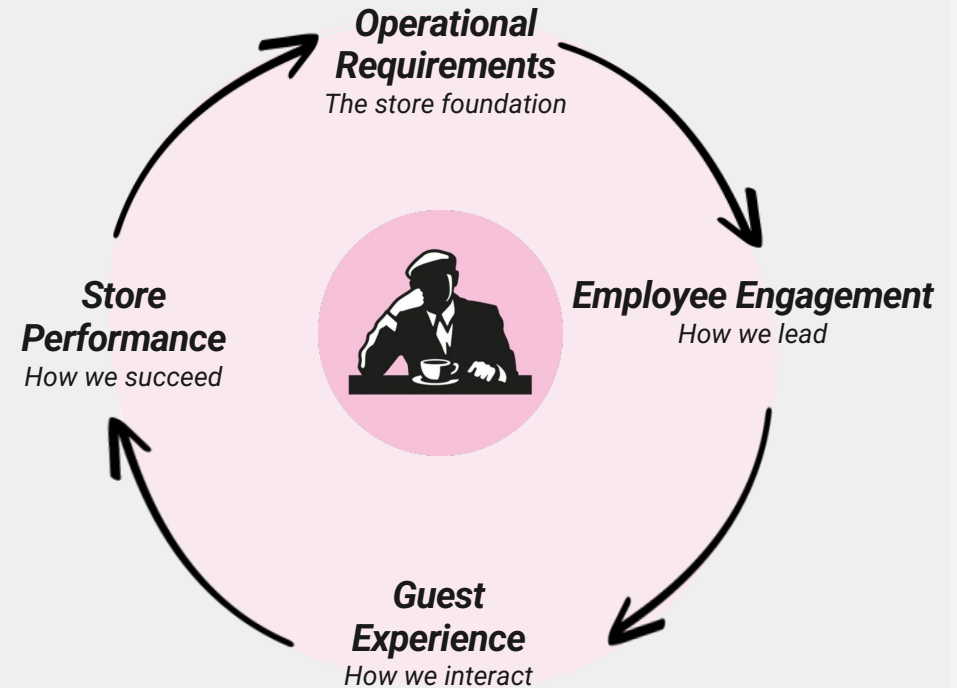 Operational
Requirements
The store foundation
Employee Engagement
How we lead
Guest
Experience
How we interact
Store
Performance
How we succeed